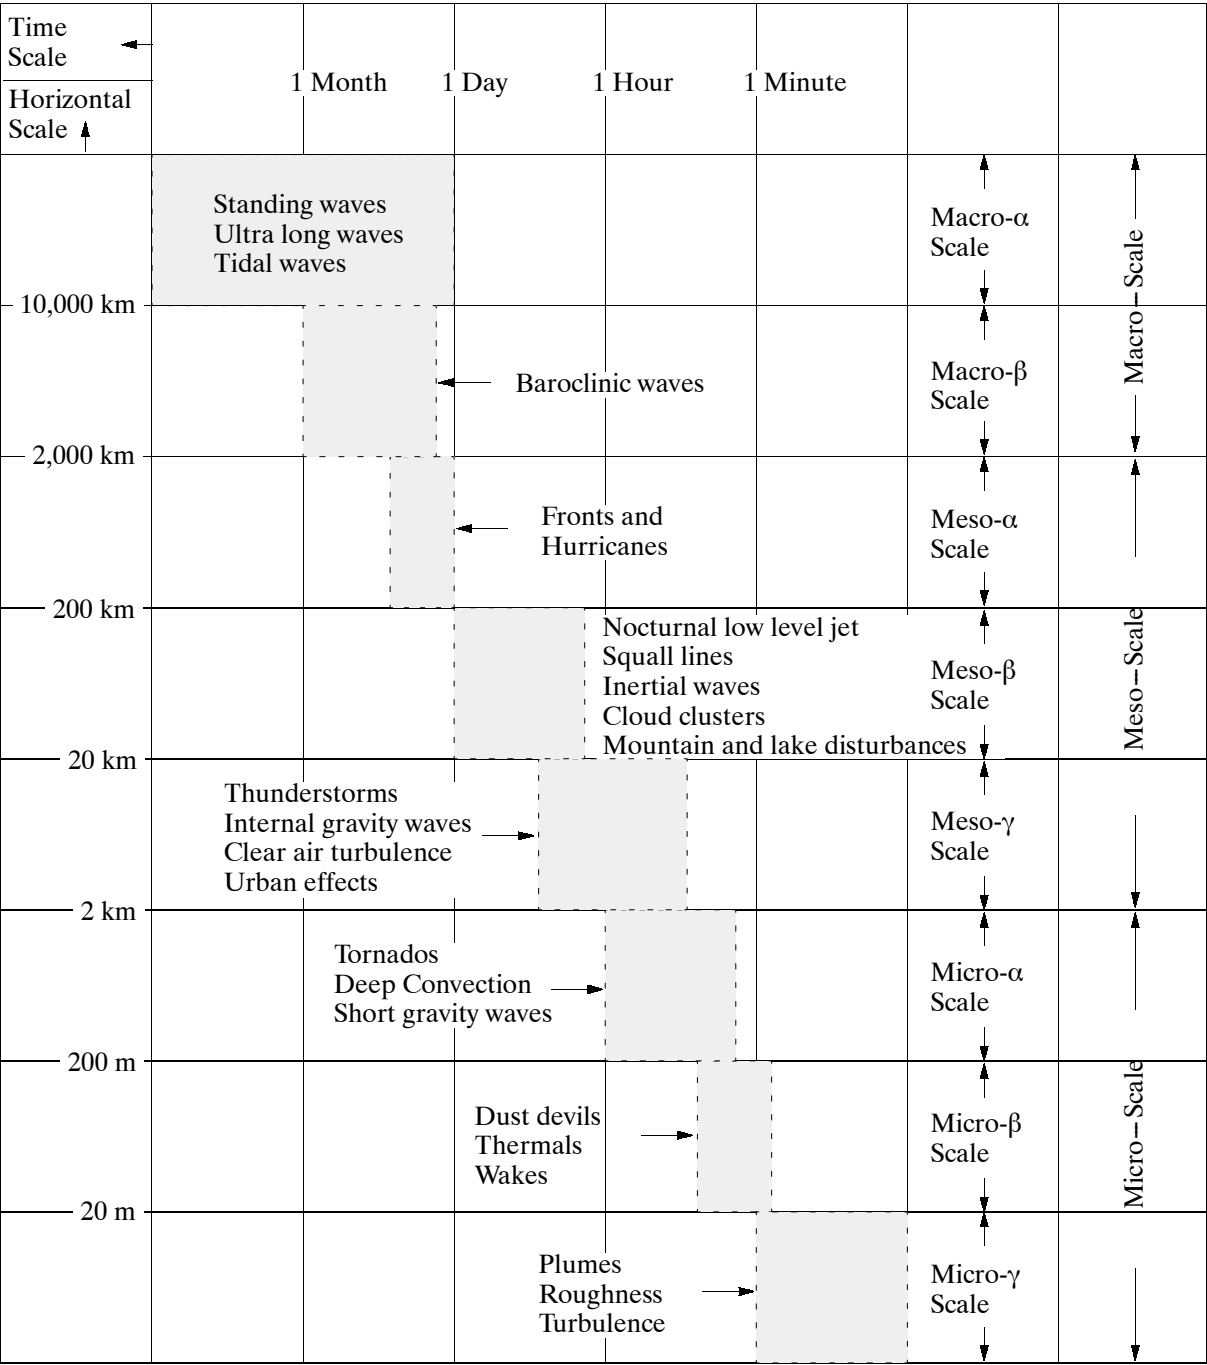 Time
Scale
Horizontal
Scale
1 Month
1 Day
1 Hour
1 Minute
Standing waves
Ultra long waves
Tidal waves
Macro-α
Scale
Macro–Scale
10,000 km
Baroclinic waves
Macro-β
Scale
2,000 km
Fronts and
Hurricanes
Meso-α
Scale
200 km
Nocturnal low level jet
Squall lines
Inertial waves
Cloud clusters
Mountain and lake disturbances
Meso-β
Scale
Meso–Scale
20 km
Thunderstorms
Internal gravity waves
Clear air turbulence
Urban effects
Meso-γ
Scale
2 km
Tornados
Deep Convection
Short gravity waves
Micro-α
Scale
200 m
Dust devils
Thermals
Wakes
Micro-β
Scale
Micro–Scale
20 m
Plumes
Roughness
Turbulence
Micro-γ
Scale